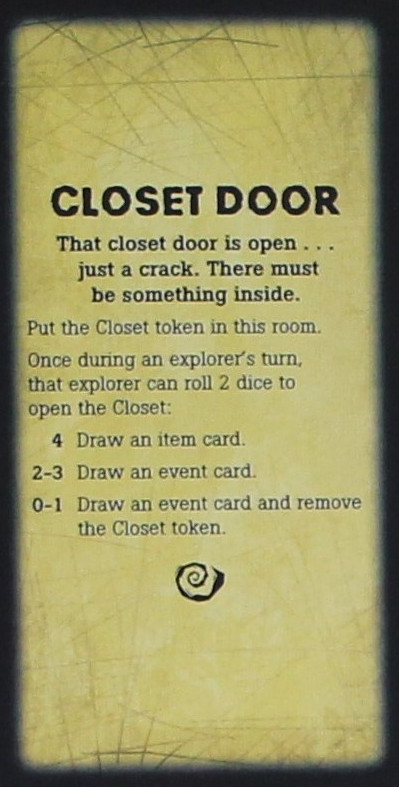 CLOSET DOOR
That closet door is open . . .
just a crack. There must
be something inside.
Put the Closet token in this room.
Once during an explorer's turn,
that explorer can roll 2 dice to
open the Closet:
4 Draw an item card.
2-3 Draw an event card.
0-1 Draw an event card and remove
the Closet token.